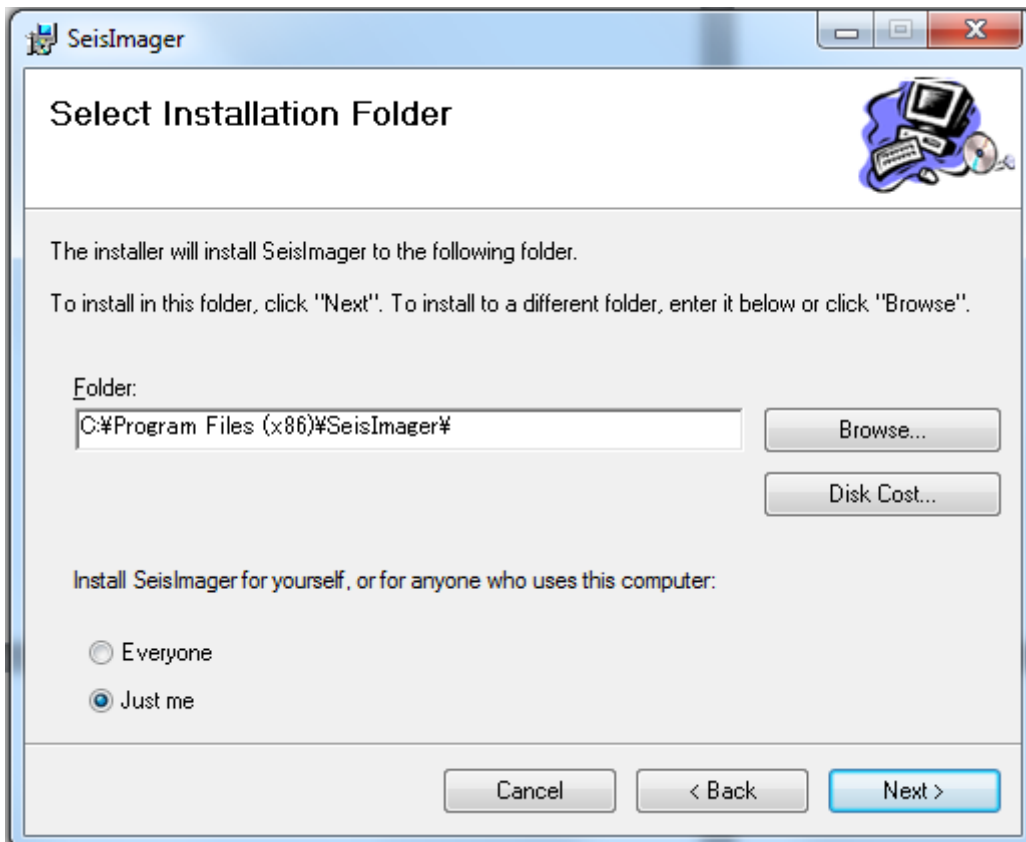 SeisImager
Select Installation Folder
The installer will install SeisImager to the following folder.
To install in this folder, click "Next". To install to a different folder, enter it below or click "Browse".
Folder:
C:¥Program Files (x86)¥SeisImager¥
Browse...
Disk Cost...
Install SeisImager for yourself, or for anyone who uses this computer:
Everyone
Just me
Cancel
< Back
Next >